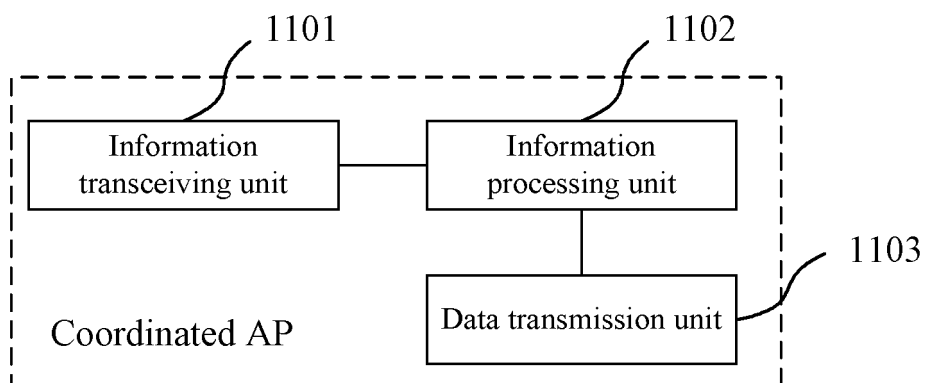 1101
1102
Information
transceiving unit
Information
processing unit
1103
Data transmission unit
Coordinated AP